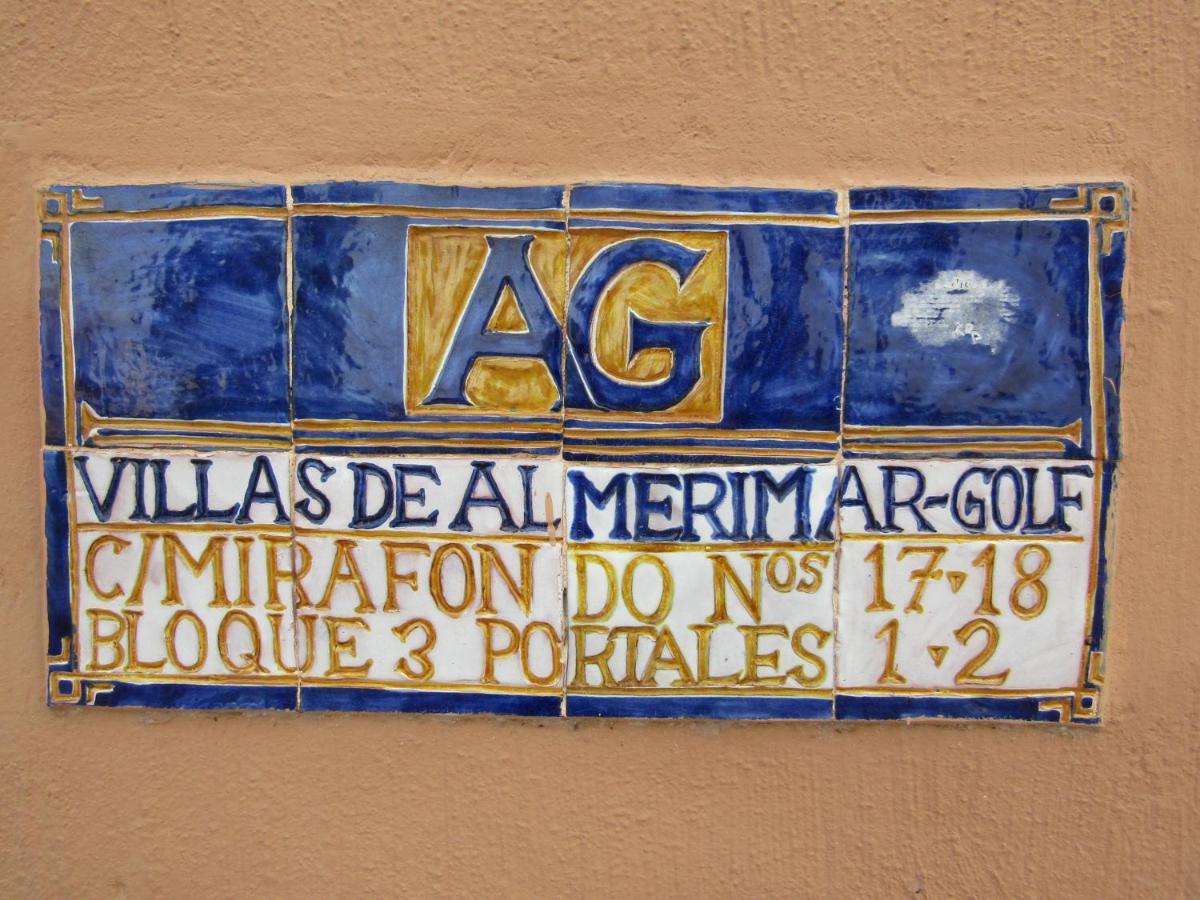 AG
VILLAS DE ALMERIMAR-GOLF
C/MIRAFONDO Nos 17▿18
BLOQUE 3 PORTALES 1▿2